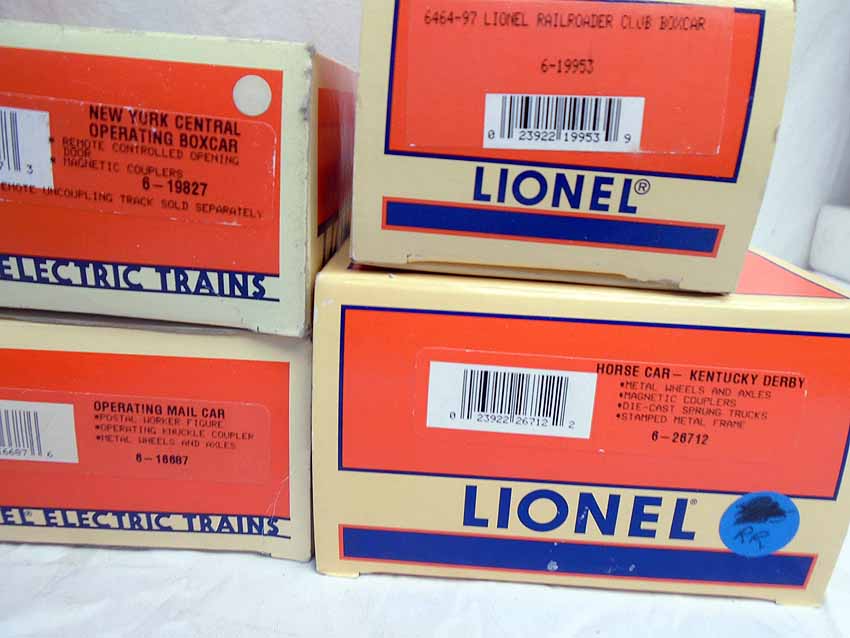 NEW YORK CENTRAL
OPERATING BOXCAR
• REMOTE CONTROLLED OPENING
DOOR
• MAGNETIC COUPLERS
6-19827
REMOTE UNCOUPLING TRACK SOLD SEPARATELY
ELECTRIC TRAINS
6464-97 LIONEL RAILROADER CLUB BOXCAR
6-19953
0 23922 19953 9
LIONEL®
OPERATING MAIL CAR
•POSTAL WORKER FIGURE
•OPERATING KNUCKLE COUPLER
•METAL WHEELS AND AXLES
6-16687
16687 6
EL® ELECTRIC TRAINS
HORSE CAR- KENTUCKY DERBY
•METAL WHEELS AND AXLES
•MAGNETIC COUPLERS
•DIE-CAST SPRUNG TRUCKS
•STAMPED METAL FRAME
6-26712
0 23922 26712 2
LIONEL®